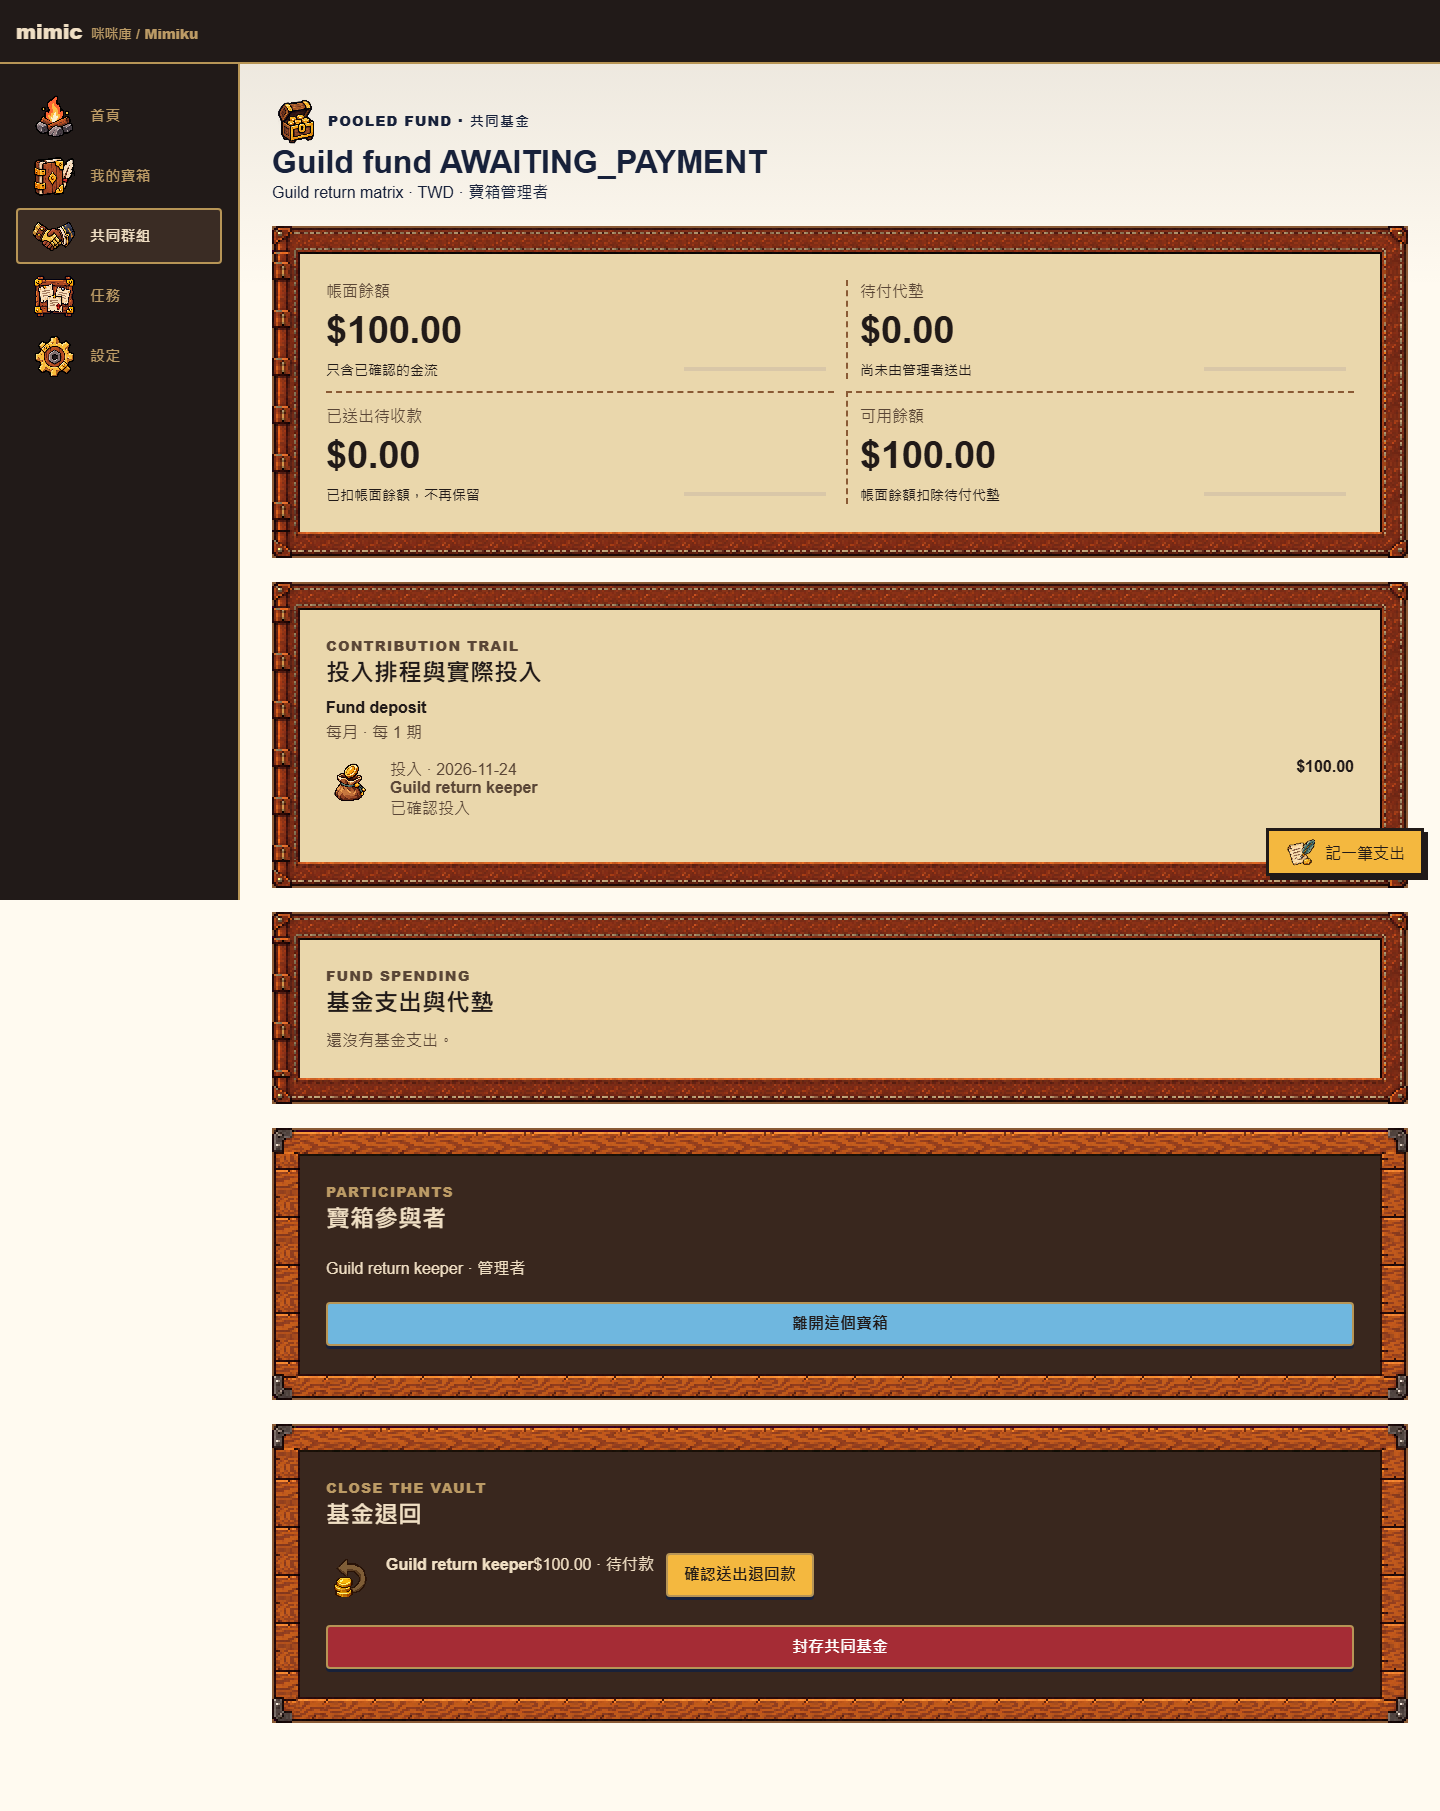 mimic 咪咪庫 / Mimiku
首頁
我的寶箱
共同群組
任務
設定
POOLED FUND · 共同基金
Guild fund AWAITING_PAYMENT
Guild return matrix · TWD · 寶箱管理者
帳面餘額
$100.00
只含已確認的金流
待付代墊
$0.00
尚未由管理者送出
已送出待收款
$0.00
已扣帳面餘額，不再保留
可用餘額
$100.00
帳面餘額扣除待付代墊
CONTRIBUTION TRAIL
投入排程與實際投入
Fund deposit
每月 · 每 1 期
投入 · 2026-11-24
$100.00
Guild return keeper
已確認投入
記一筆支出
FUND SPENDING
基金支出與代墊
還沒有基金支出。
PARTICIPANTS
寶箱參與者
Guild return keeper · 管理者
離開這個寶箱
CLOSE THE VAULT
基金退回
Guild return keeper$100.00 · 待付款
確認送出退回款
封存共同基金